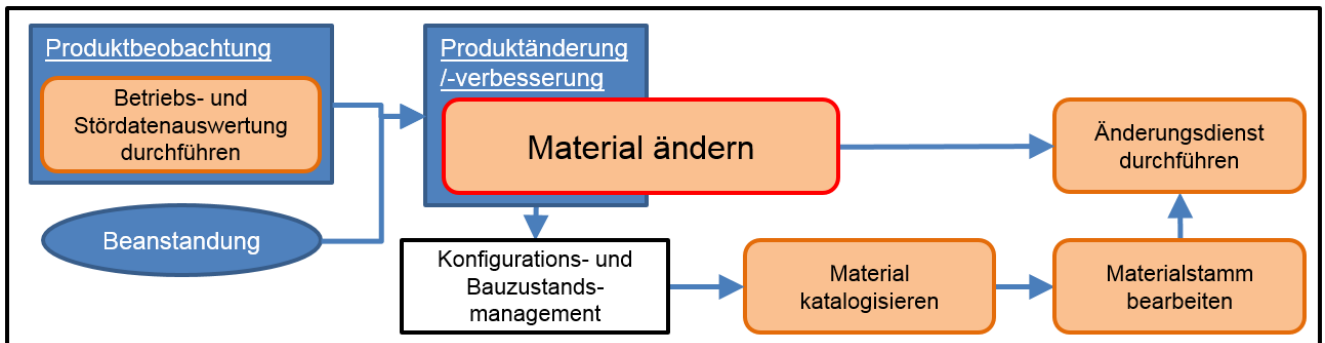 Produktbeobachtung
Betriebs- und
Stördatenauswertung
durchführen
Beanstandung
Produktänderung
/-verbesserung
Material ändern
Konfigurations- und
Bauzustands-
management
Material
katalogisieren
Materialstamm
bearbeiten
Änderungsdienst
durchführen